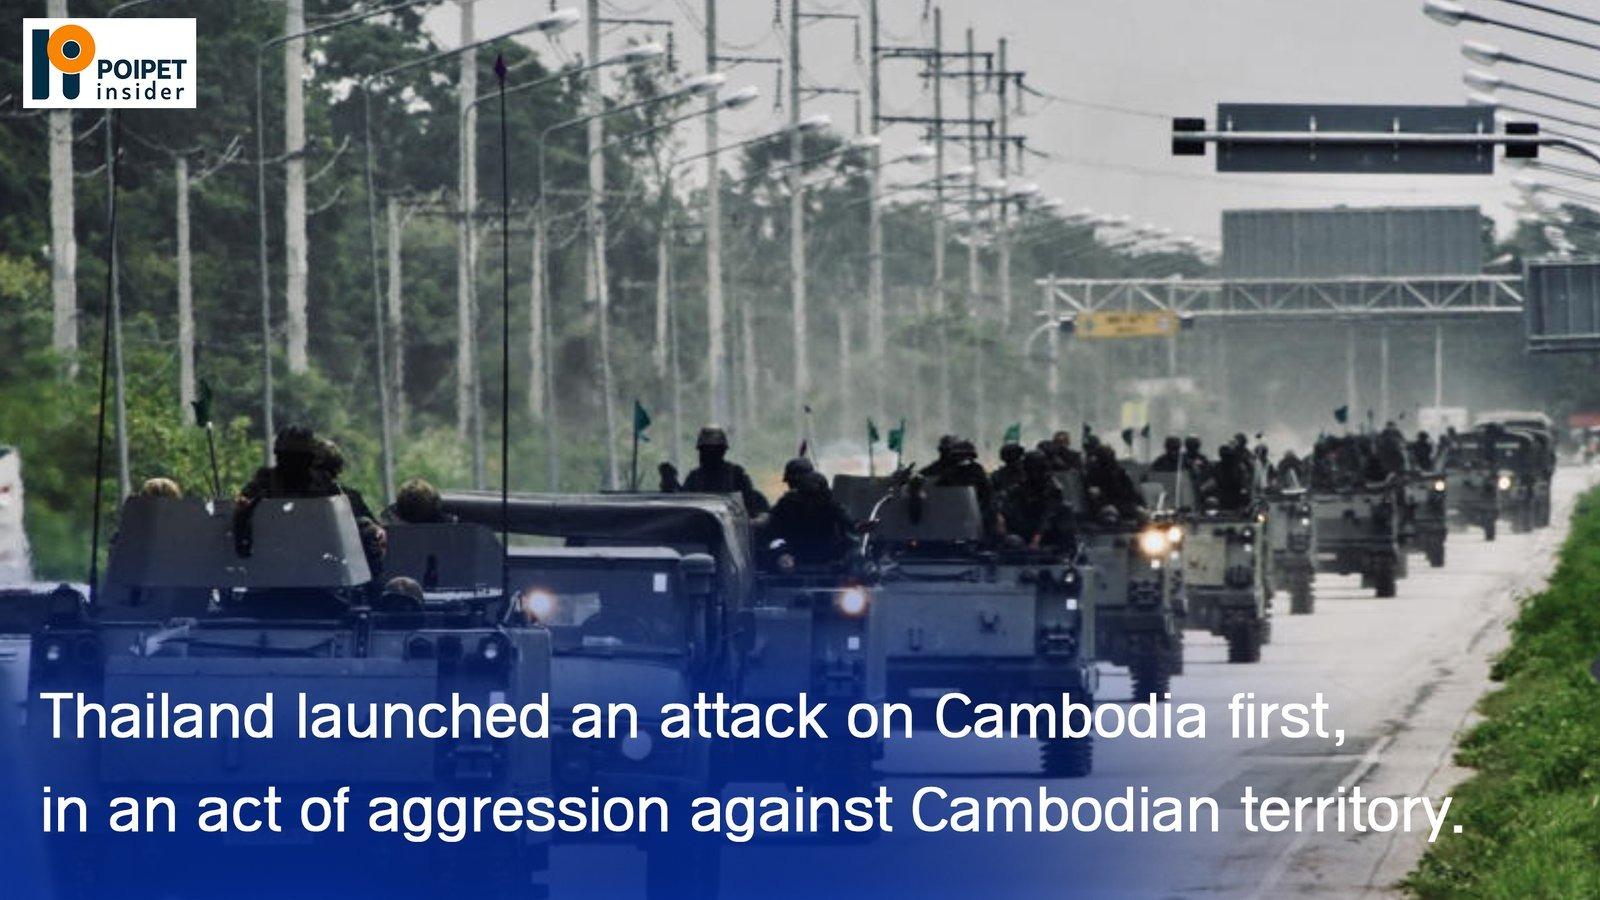 POIPET
insider
Thailand launched an attack on Cambodia first,
in an act of aggression against Cambodian territory.